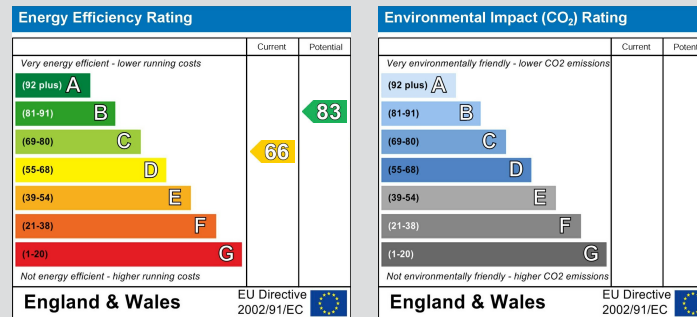 Energy Efficiency Rating
Current Potential
Very energy efficient - lower running costs
(92 plus) A
(81-91) B
83
(69-80) C
66
(55-68) D
(39-54) E
(21-38) F
(1-20) G
Not energy efficient - higher running costs
England & Wales
EU Directive
2002/91/EC
Environmental Impact (CO₂) Rating
Current Potent
Very environmentally friendly - lower CO2 emissions
(92 plus) A
(81-91) B
(69-80) C
(55-68) D
(39-54) E
(21-38) F
(1-20) G
Not environmentally friendly - higher CO2 emissions
England & Wales
EU Directive
2002/91/EC